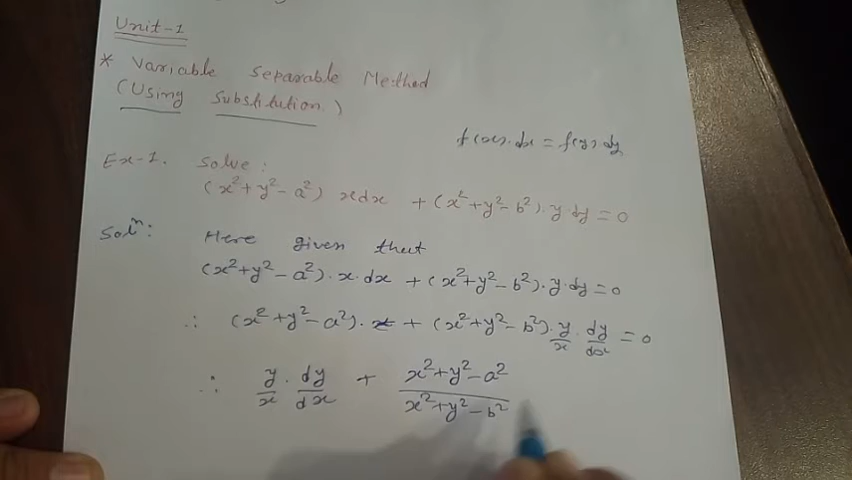 Unit-1
* Variable Separable Method
(Using Substitution)
f(x).dx = f(y).dy
Ex-1. Solve:
(x²+y²-a²) xdx + (x²+y²-b²).y dy = 0
Solⁿ: Here given that
(x²+y²-a²).x.dx + (x²+y²-b²).y.dy = 0
∴ (x²+y²-a²). + (x²+y²-b²).y/x.dy/dx = 0
∴ y/x.dy/dx + x²+y²-a²/x²+y²-b²